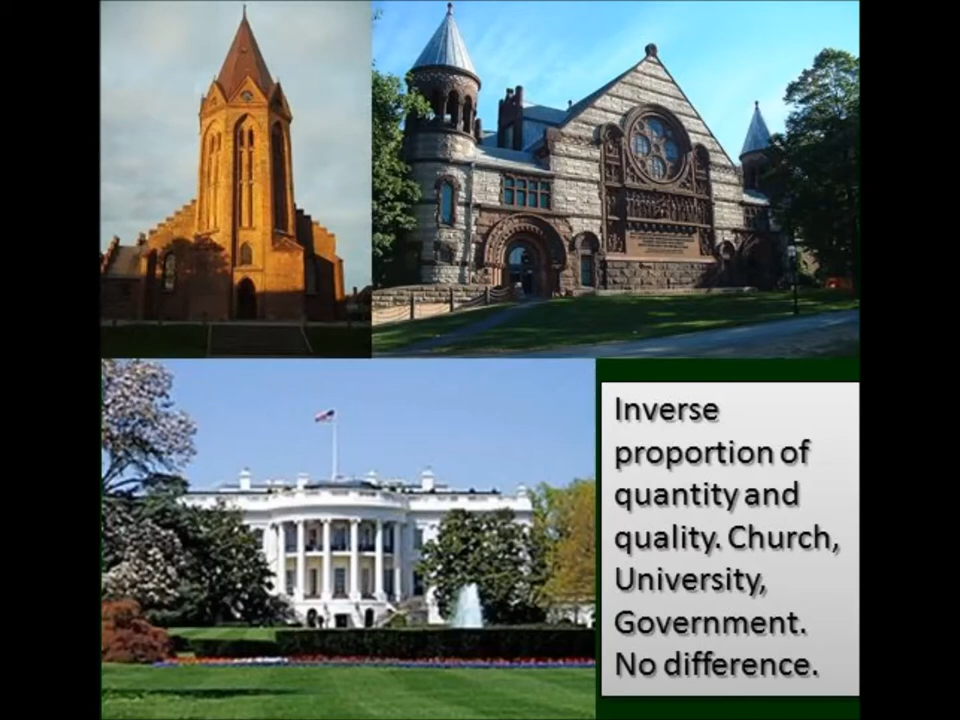 Inverse
proportion of
quantity and
quality. Church,
University,
Government.
No difference.